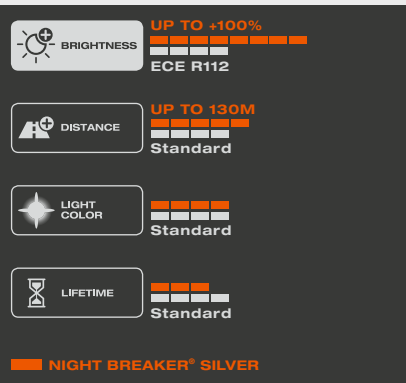 UP TO +100%
BRIGHTNESS
ECE R112
UP TO 130M
DISTANCE
Standard
LIGHT
COLOR
Standard
LIFETIME
Standard
NIGHT BREAKER® SILVER